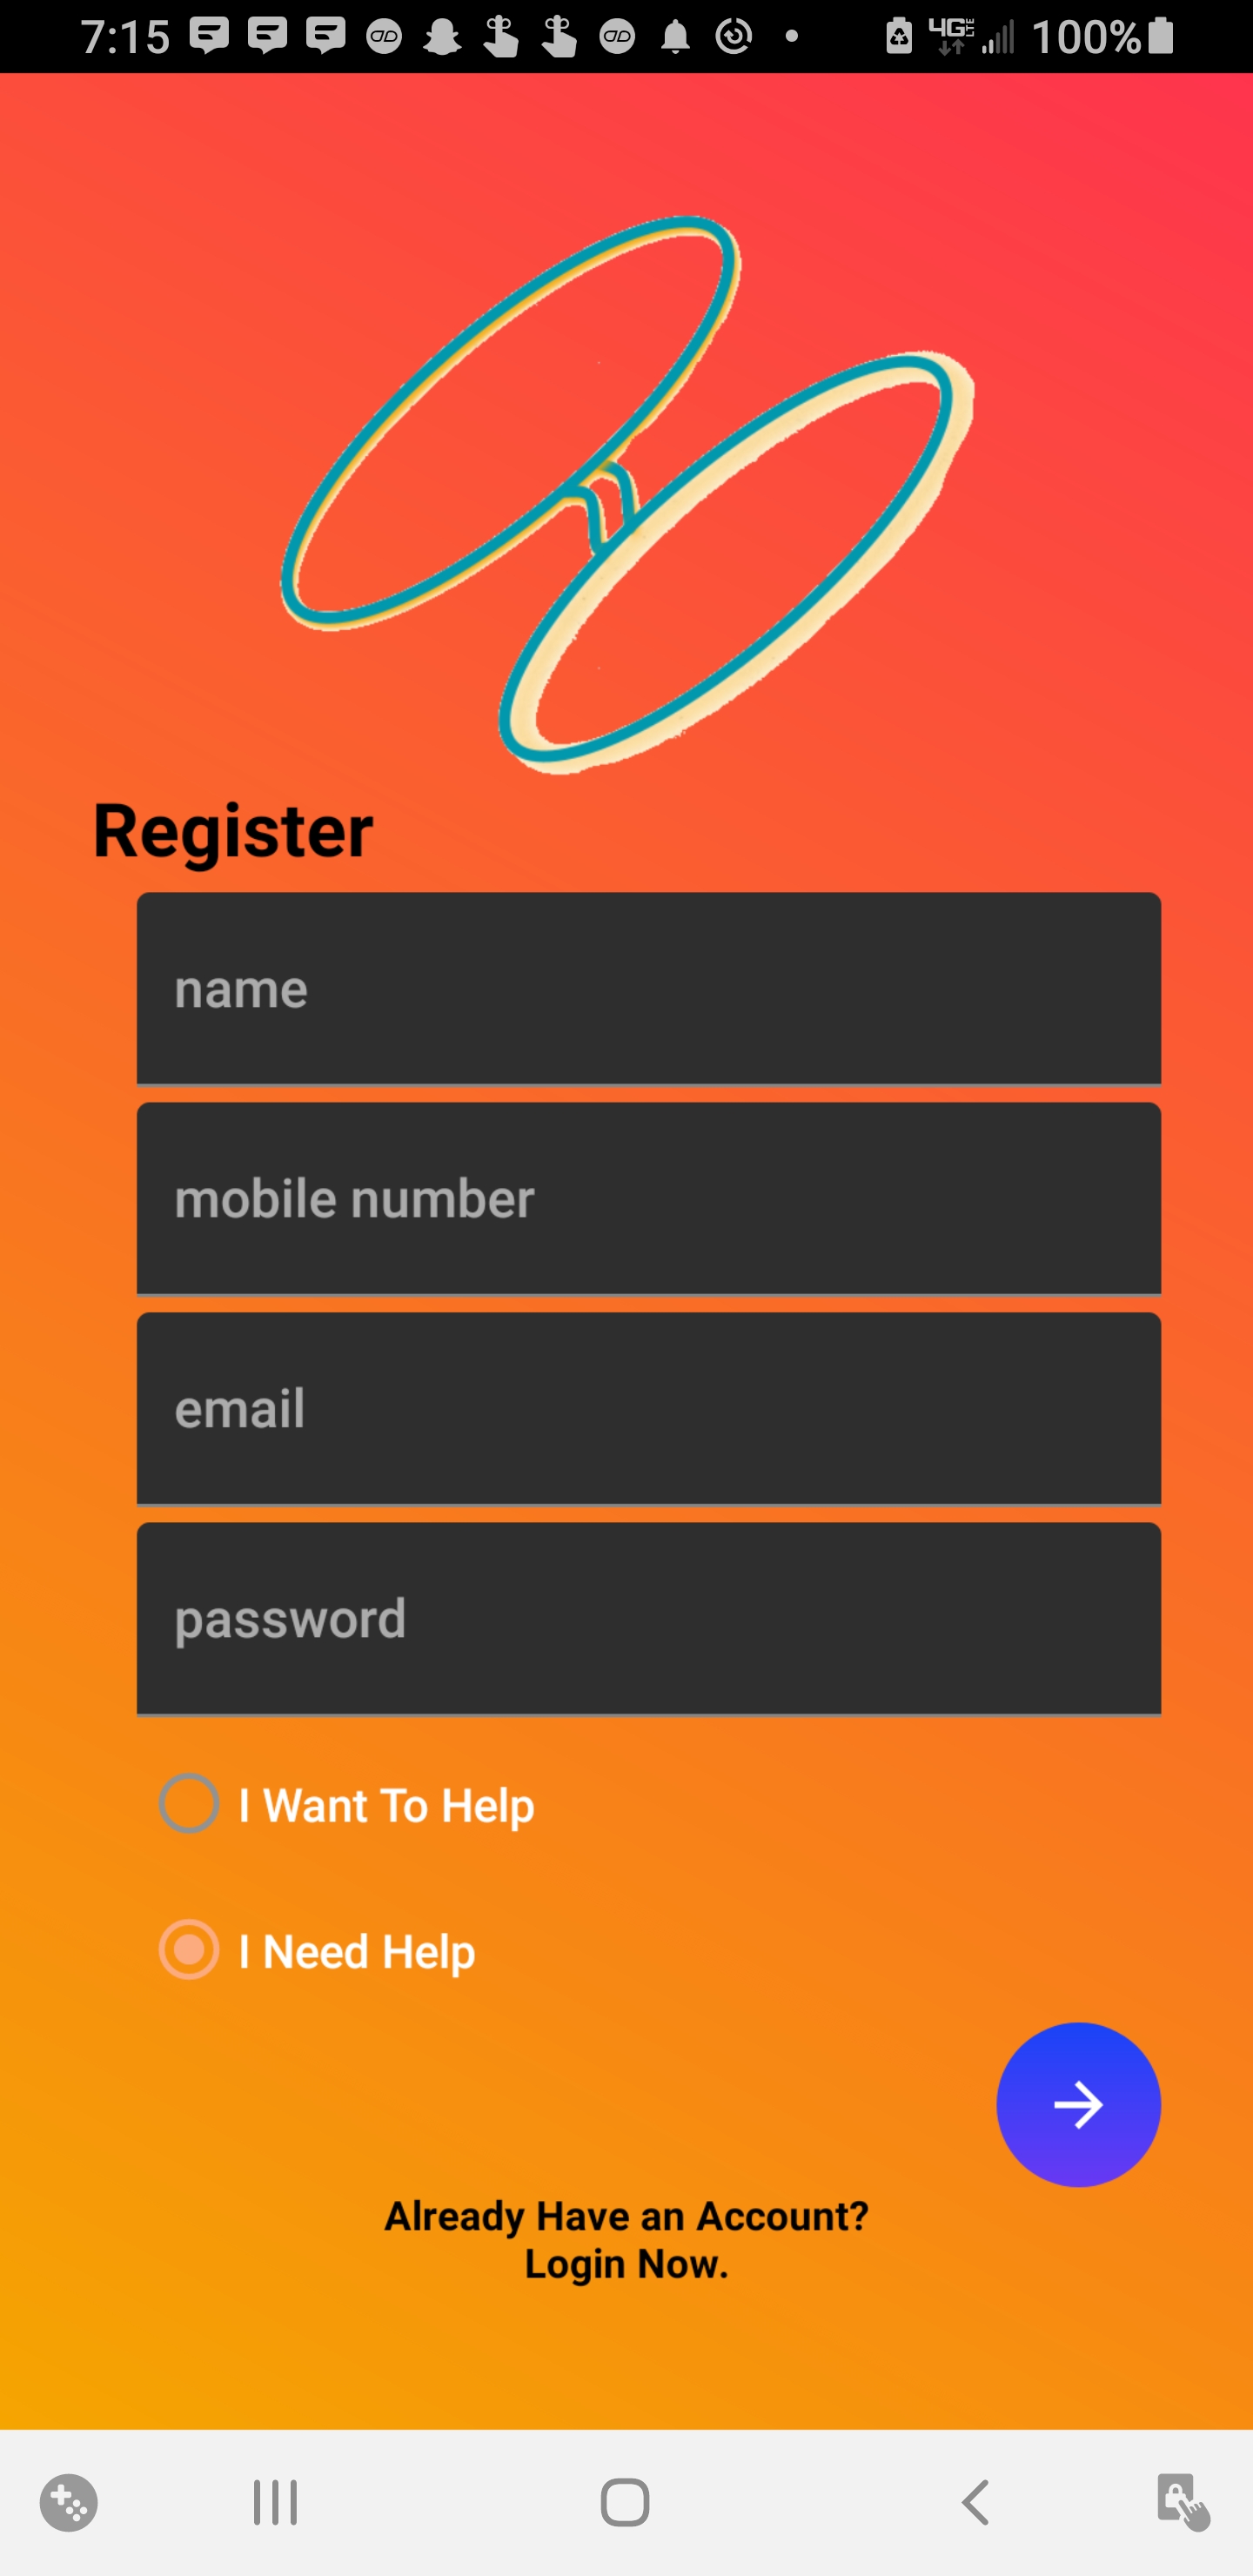 7:15 4G LTE 100%
Register
name
mobile number
email
password
I Want To Help
I Need Help
Already Have an Account?
Login Now.